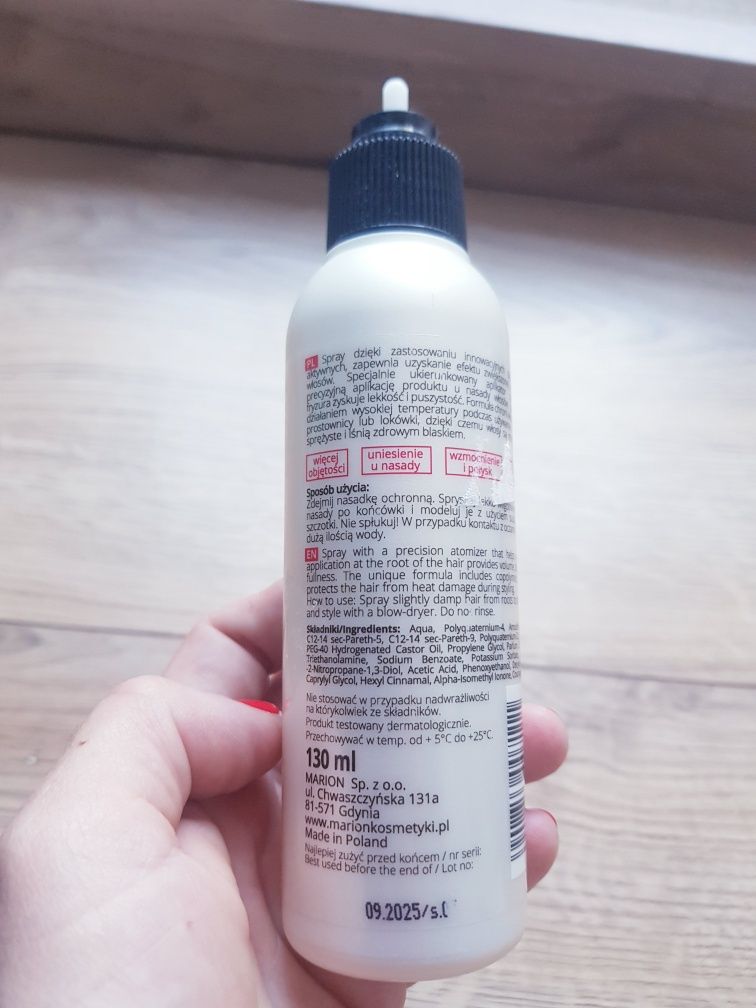 PL Spray dzięki zastosowaniu innowacyjnych
aktywnych, zapewnia uzyskanie efektu
włosów. Specjalnie ukierunkowany
precyzyjną aplikację produktu u nasady
fryzura zyskuje lekkość i puszystość. Formuła
działaniem wysokiej temperatury podczas
prostownicy lub lokówki, dzięki czemu włosy są
sprężyste i lśnią zdrowym blaskiem.
więcej objętości
uniesienie u nasady
wzmocnienie i połysk
Sposób użycia:
Zdejmij nasadkę ochronną.
nasady po końcówki i modeluj je z użyciem
szczotki. Nie spłukuj! W przypadku kontaktu z
dużą ilością wody.
EN Spray with a precision atomizer that
application at the root of the hair provides
fullness. The unique formula includes
protects the hair from heat damage during
How to use: Spray slightly damp hair from roots
and style with a blow-dryer. Do not rinse.
Składniki/Ingredients: Aqua, Polyquaternium-4,
C12-14 sec-Pareth-5, C12-14 sec-Pareth-9,
PEG-40 Hydrogenated Castor Oil, Propylene Glycol,
Triethanolamine, Sodium Benzoate, Potassium
2-Nitropropane-1,3-Diol, Acetic Acid, Phenoxyethanol,
Caprylyl Glycol, Hexyl Cinnamal, Alpha-Isomethyl Ionone,
Nie stosować w przypadku nadwrażliwości
na którykolwiek ze składników.
Produkt testowany dermatologicznie.
Przechowywać w temp. od + 5°C do +25°C.
130 ml
MARION Sp. z o.o.
ul. Chwaszczyńska 131a
81-571 Gdynia
www.marionkosmetyki.pl
Made in Poland
Najlepiej zużyć przed końcem / nr serii:
Best used before the end of / Lot no:
09.2025/s.